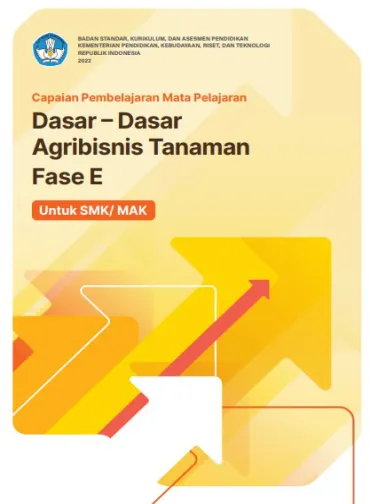 BADAN STANDAR, KURIKULUM, DAN ASESMEN PENDIDIKAN
KEMENTERIAN PENDIDIKAN, KEBUDAYAAN, RISET, DAN TEKNOLOGI
REPUBLIK INDONESIA
2022
Capaian Pembelajaran Mata Pelajaran
Dasar – Dasar
Agribisnis Tanaman
Fase E
Untuk SMK/ MAK